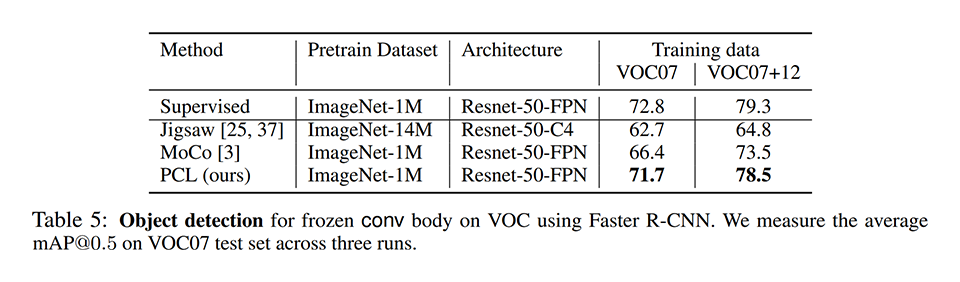 Method Pretrain Dataset Architecture Training data
VOC07 VOC07+12
Supervised ImageNet-1M Resnet-50-FPN 72.8 79.3
Jigsaw [25, 37] ImageNet-14M Resnet-50-C4 62.7 64.8
MoCo [3] ImageNet-1M Resnet-50-FPN 66.4 73.5
PCL (ours) ImageNet-1M Resnet-50-FPN 71.7 78.5
Table 5: Object detection for frozen conv body on VOC using Faster R-CNN. We measure the average
mAP@0.5 on VOC07 test set across three runs.